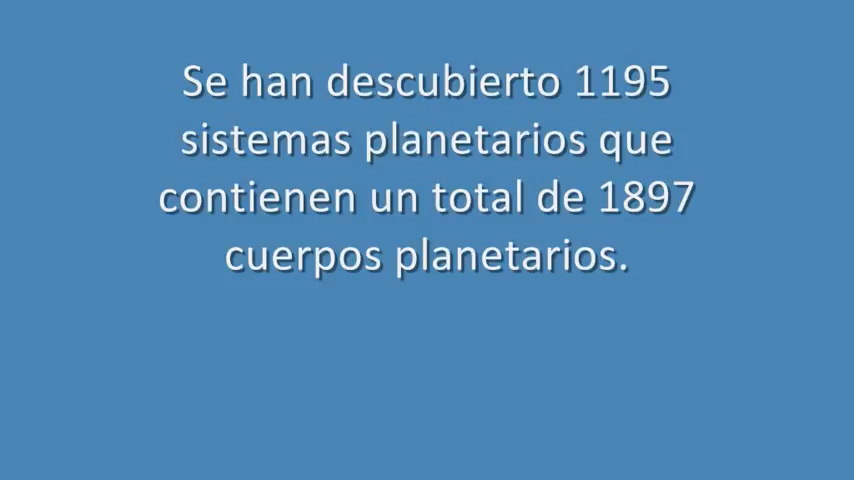 Se han descubierto 1195
sistemas planetarios que
contienen un total de 1897
cuerpos planetarios.